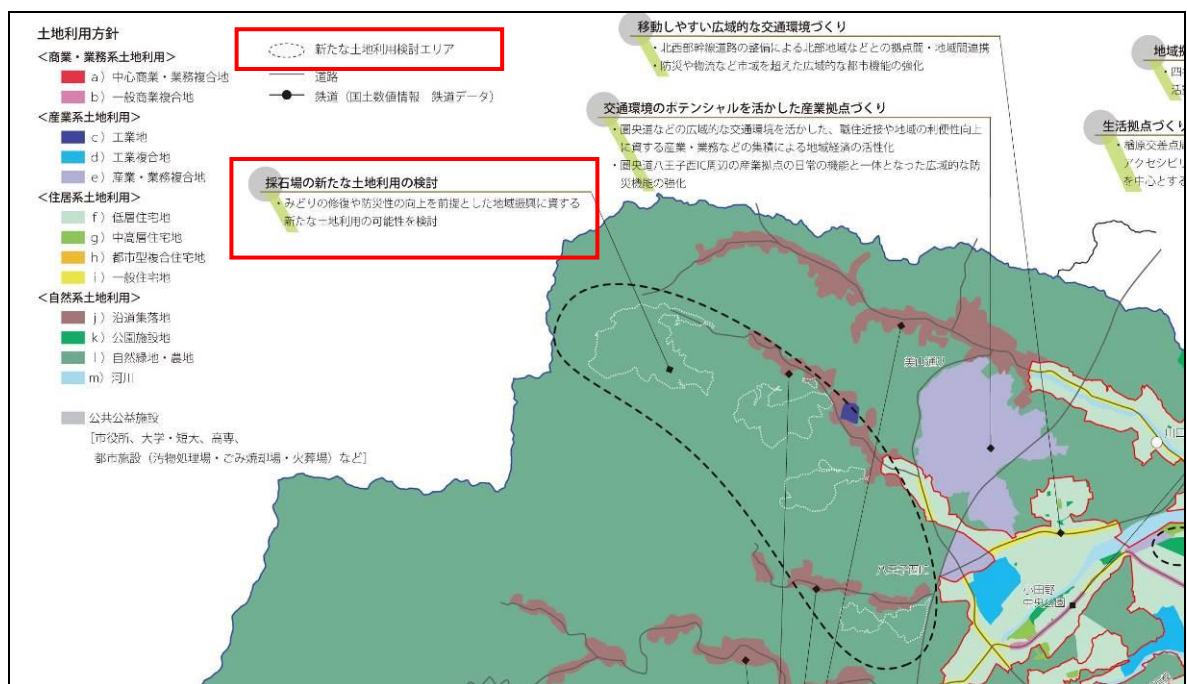 土地利用方針
<商業・業務系土地利用>
a）中心商業・業務複合地
b）一般商業複合地
<産業系土地利用>
c）工業地
d）工業複合地
e）産業・業務複合地
<住居系土地利用>
f）低層住宅地
g）中高層住宅地
h）都市型複合住宅地
i）一般住宅地
<自然系土地利用>
j）沿道集落地
k）公園施設地
l）自然緑地・農地
m）河川
公共公益施設
[市役所、大学・短大、高専、
都市施設（汚物処理場・ごみ焼却場・火葬場）など]
新たな土地利用検討エリア
道路
鉄道（国土数値情報 鉄道データ）
採石場の新たな土地利用の検討
・みどりの修復や防災性の向上を前提とした地域振興に資する
新たな土地利用の可能性を検討
移動しやすい広域的な交通環境づくり
・北西部幹線道路の整備による北部地域などとの拠点間・地域間連携
・防災や物流など市域を超えた広域的な都市機能の強化
交通環境のポテンシャルを活かした産業拠点づくり
・圏央道などの広域的な交通環境を活かした、職住近接や地域の利便性向上
に資する産業・業務などの集積による地域経済の活性化
・圏央道八王子西IC周辺の産業拠点の日常の機能と一体となった広域的な防
災機能の強化
地域拠
・四
活
生活拠点づくり
・楢原交差点
アクセシビリ
を中心とする
美山通り
川口
八王子西IC
小田野
中央公園